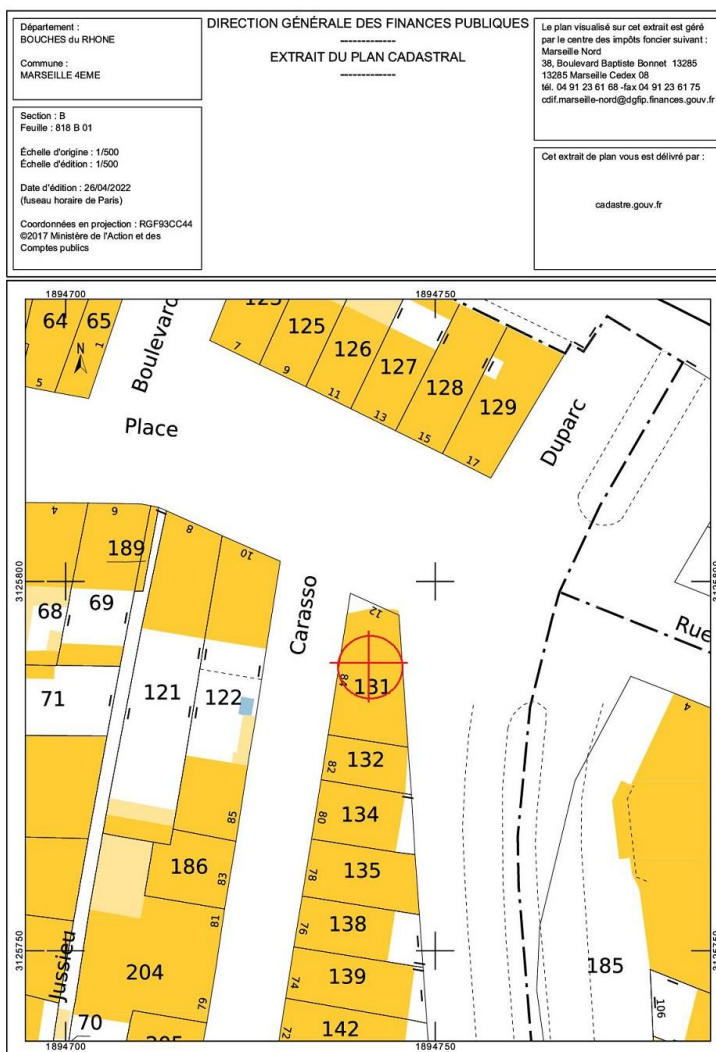 Département :
BOUCHES du RHONE
Commune :
MARSEILLE 4EME
Section : B
Feuille : 818 B 01
Échelle d'origine : 1/500
Échelle d'édition : 1/500
Date d'édition : 26/04/2022
(fuseau horaire de Paris)
Coordonnées en projection : RGF93CC44
©2017 Ministère de l'Action et des
Comptes publics
DIRECTION GÉNÉRALE DES FINANCES PUBLIQUES
-------------
EXTRAIT DU PLAN CADASTRAL
-------------
Le plan visualisé sur cet extrait est géré
par le centre des impôts foncier suivant :
Marseille Nord
38, Boulevard Baptiste Bonnet 13285
13285 Marseille Cedex 08
tél. 04 91 23 61 68 -fax 04 91 23 61 75
cdif.marseille-nord@dgfip.finances.gouv.fr
Cet extrait de plan vous est délivré par :
cadastre.gouv.fr
1894700
1894750
64
65
1
N
5
Boulevard
Place
125
126
127
128
129
7
9
11
13
15
17
Duparc
4
6
8
10
189
3125800
3125800
68
69
71
121
122
Carasso
12
84
131
Rue
4
82
132
80
134
78
135
76
138
74
139
72
142
85
186
83
81
204
79
70
205
Jussieu
3125750
3125750
185
106
1894700
1894750